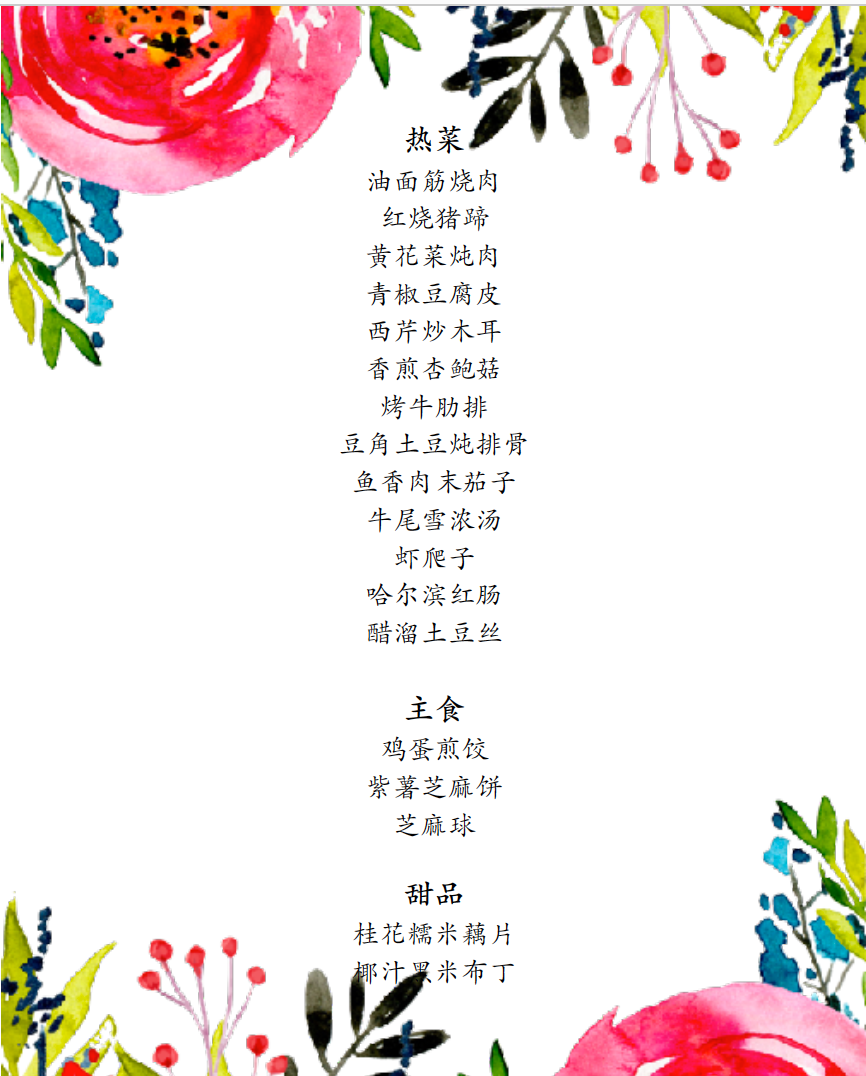 热菜
油面筋烧肉
红烧猪蹄
黄花菜炖肉
青椒豆腐皮
西芹炒木耳
香煎杏鲍菇
烤牛肋排
豆角土豆炖排骨
鱼香肉末茄子
牛尾雪浓汤
虾爬子
哈尔滨红肠
醋溜土豆丝
主食
鸡蛋煎饺
紫薯芝麻饼
芝麻球
甜品
桂花糯米藕片
椰汁黑米布丁